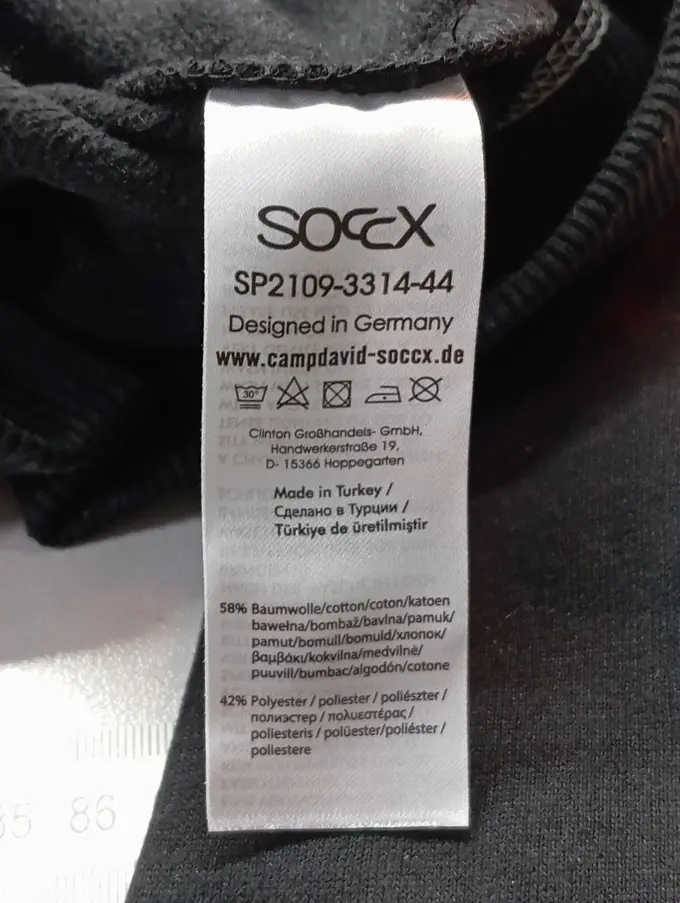 SOCCX
SP2109-3314-44
Designed in Germany
www.campdavid-soccx.de
30°
Clinton Großhandels- GmbH,
Handwerkerstraße 19,
D- 15366 Hoppegarten
Made in Turkey /
Сделано в Турции /
Türkiye de üretilmiştir
58% Baumwolle/cotton/coton/katoen
bawełna/bombaž/bavlna/pamuk/
pamut/bomull/bomuld/хлопок/
βαμβάκι/kokvilna/medvilnė/
puuvill/bumbac/algodón/cotone
42% Polyester / poliester / poliészter /
полиэстер / πολυεστέρας /
poliesteris / polüester/poliéster /
poliestere
86